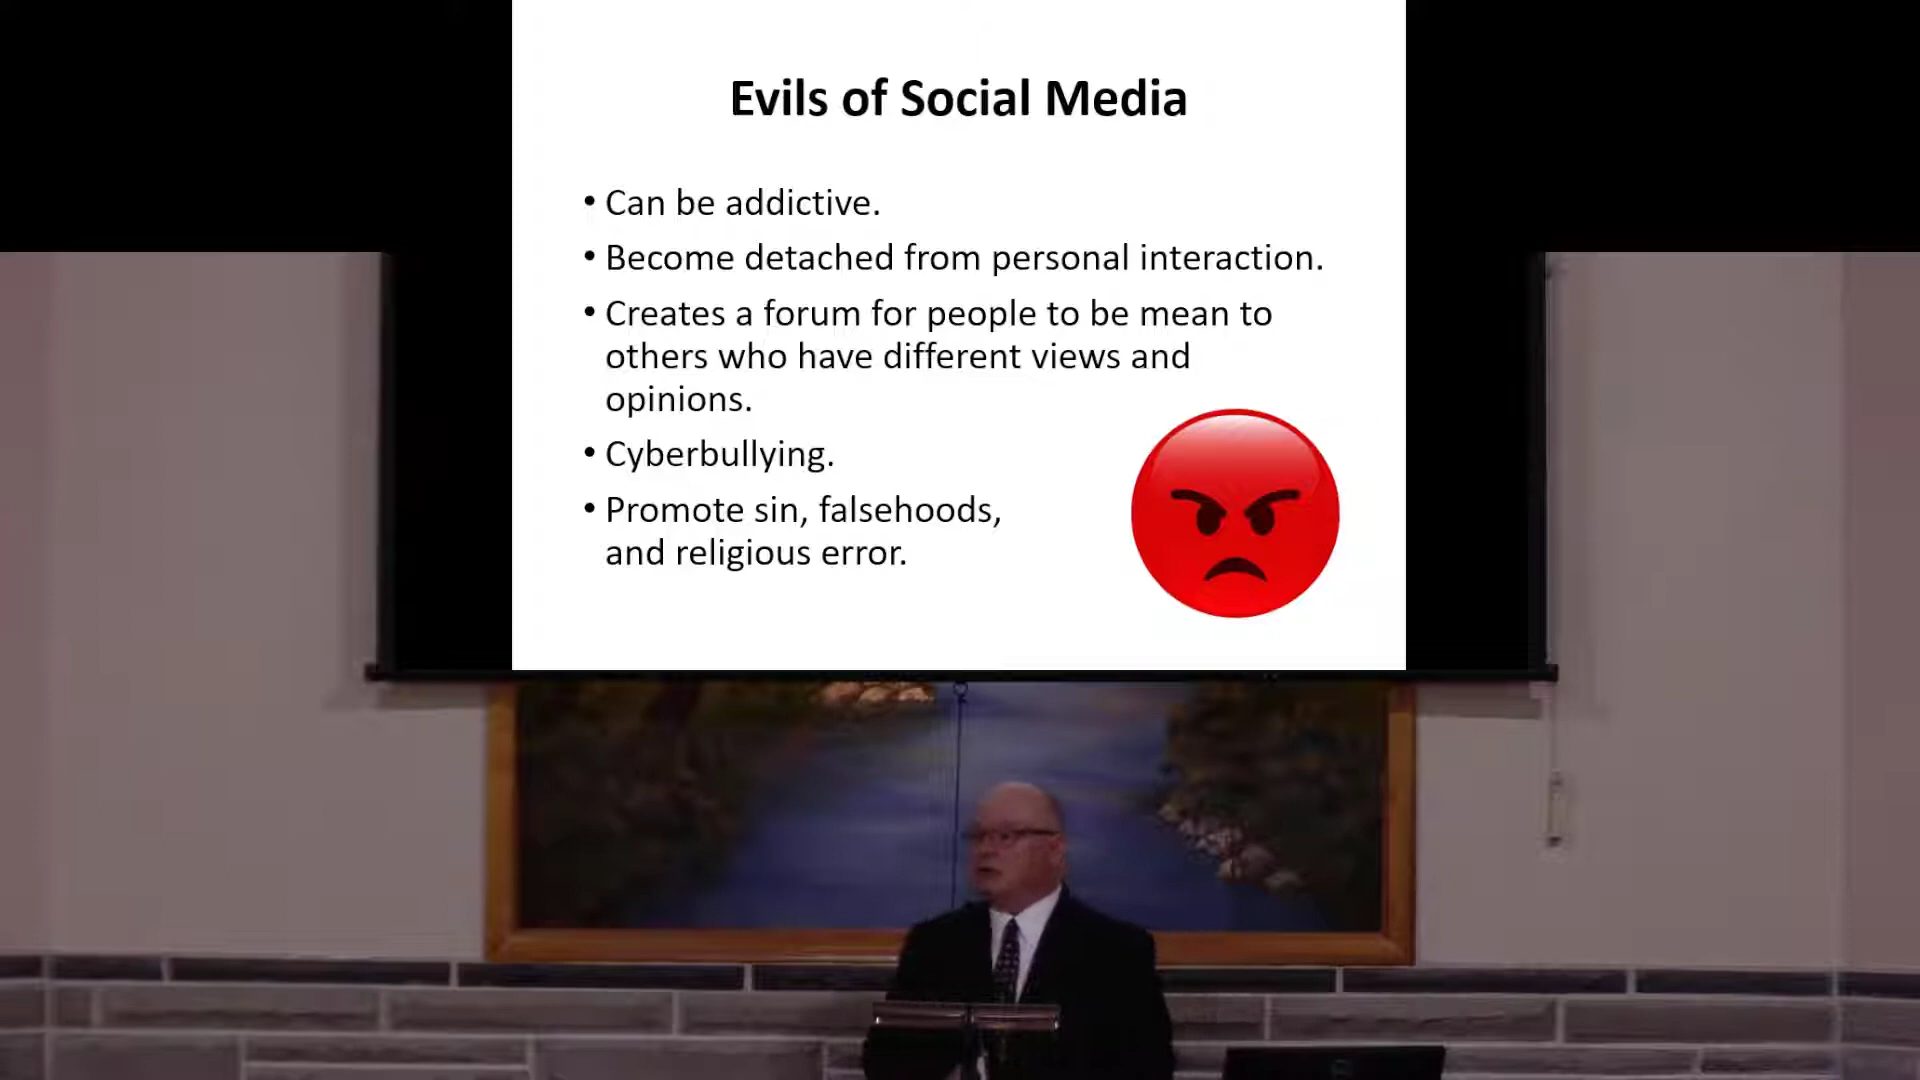 Evils of Social Media
• Can be addictive.
• Become detached from personal interaction.
• Creates a forum for people to be mean to
others who have different views and
opinions.
• Cyberbullying.
• Promote sin, falsehoods,
and religious error.